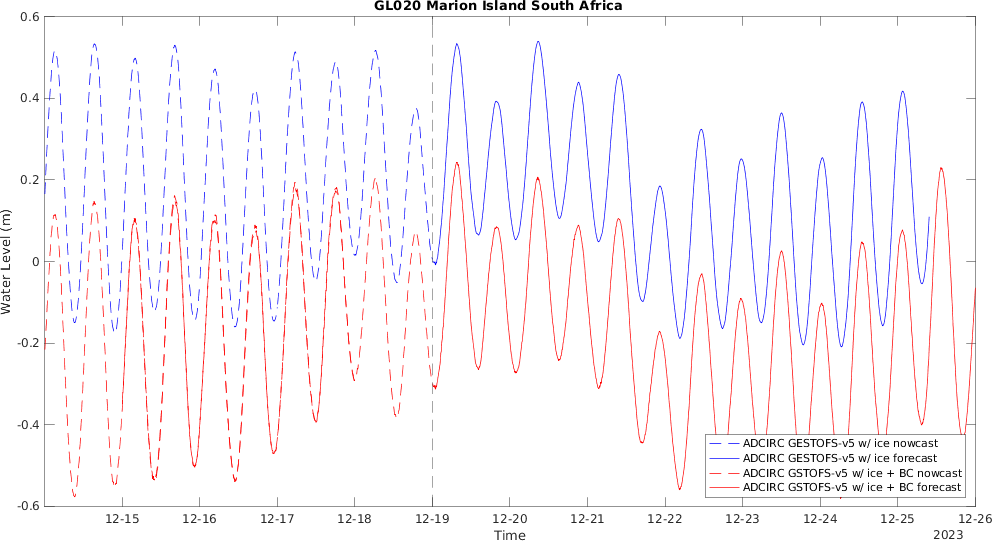 GL020 Marion Island South Africa
0.6
0.4
0.2
0
-0.2
-0.4
-0.6
Water Level (m)
12-15
12-16
12-17
12-18
12-19
12-20
12-21
12-22
12-23
12-24
12-25
12-26
Time
2023
ADCIRC GESTOFS-v5 w/ ice nowcast
ADCIRC GESTOFS-v5 w/ ice forecast
ADCIRC GSTOFS-v5 w/ ice + BC nowcast
ADCIRC GSTOFS-v5 w/ ice + BC forecast